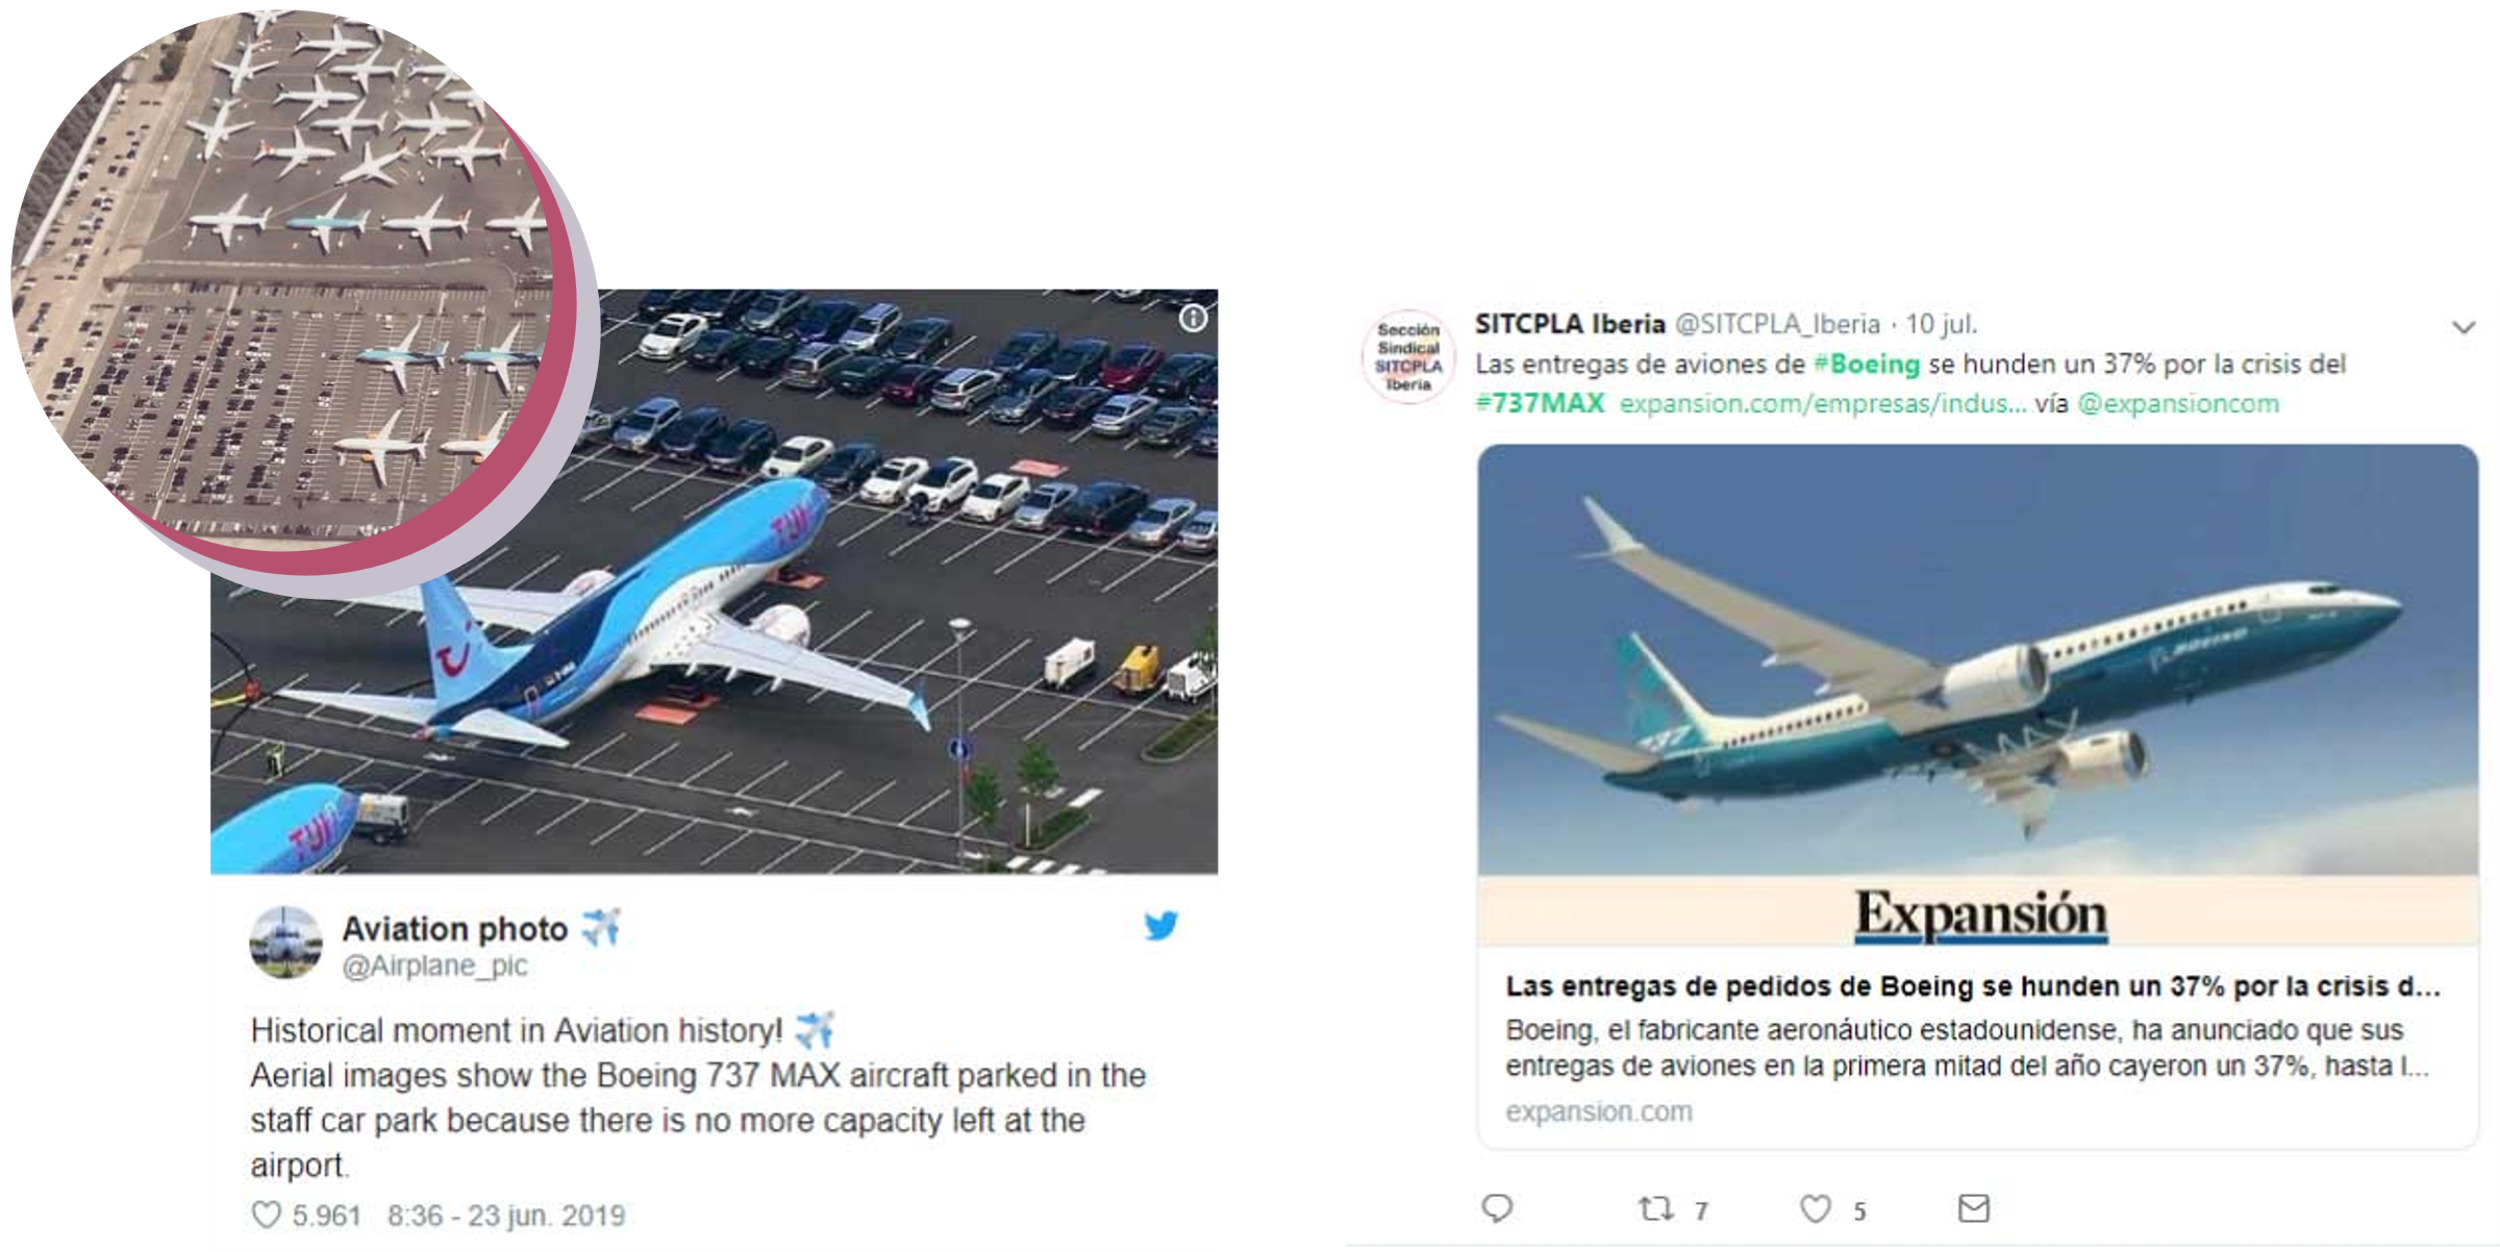 TUI
TUI
Aviation photo
@Airplane_pic
Historical moment in Aviation history!
Aerial images show the Boeing 737 MAX aircraft parked in the
staff car park because there is no more capacity left at the
airport.
5.961 8:36 - 23 jun. 2019
Sección
Sindical
SITCPLA
Iberia
SITCPLA Iberia @SITCPLA_Iberia · 10 jul.
Las entregas de aviones de #Boeing se hunden un 37% por la crisis del
#737MAX expansion.com/empresas/indus... vía @expansioncom
BOEING
737
Expansión
Las entregas de pedidos de Boeing se hunden un 37% por la crisis d...
Boeing, el fabricante aeronáutico estadounidense, ha anunciado que sus
entregas de aviones en la primera mitad del año cayeron un 37%, hasta l...
expansion.com
7 5